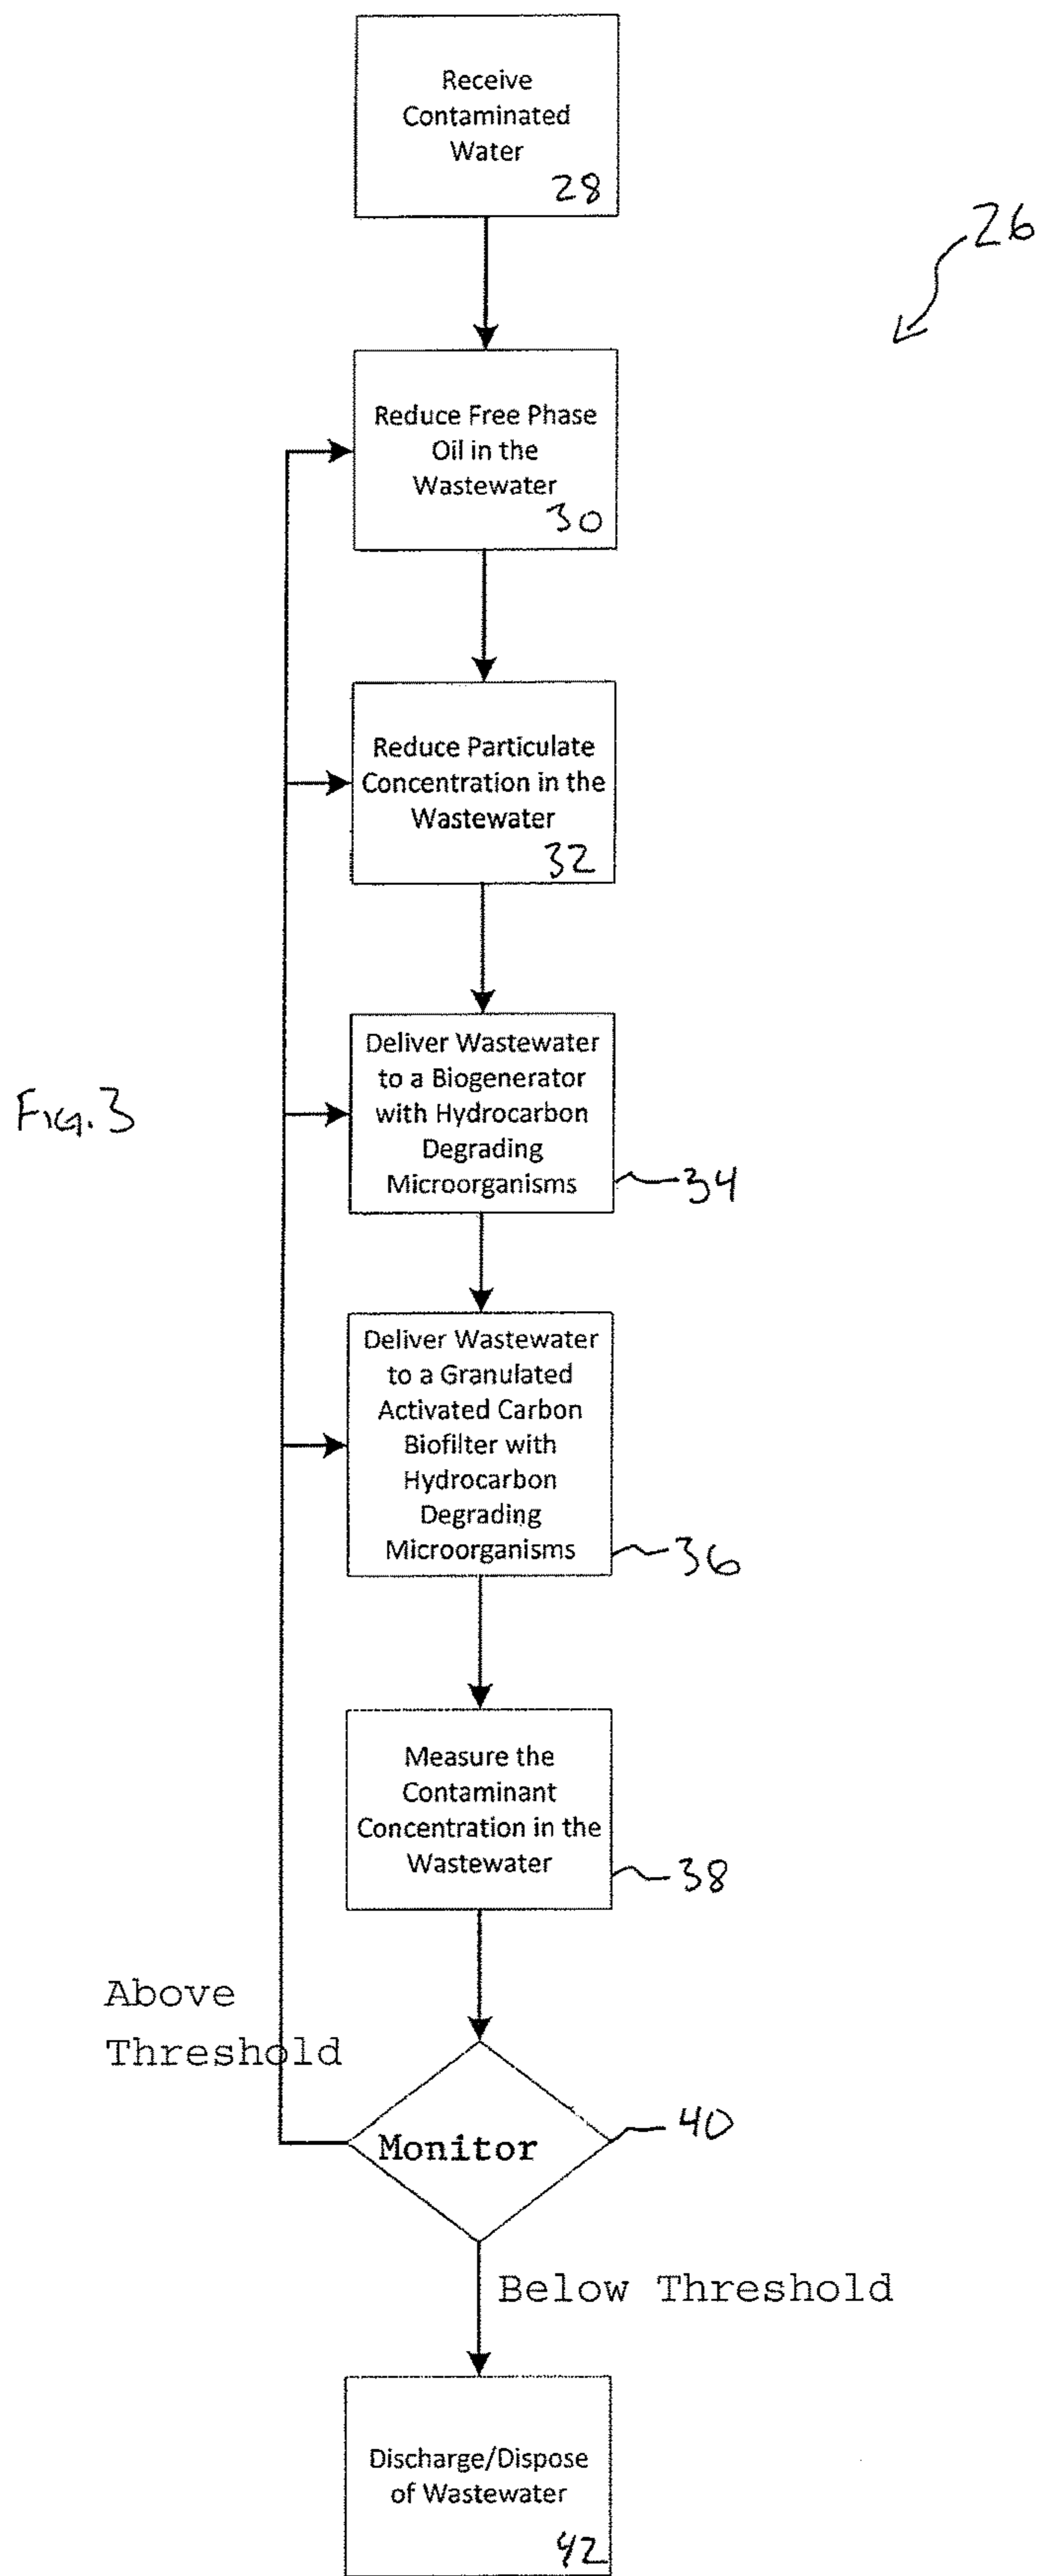 Receive
Contaminated
Water
28
26
Reduce Free Phase
Oil in the
Wastewater
30
Reduce Particulate
Concentration in the
Wastewater
32
Fig. 3
Deliver Wastewater
to a Biogenerator
with Hydrocarbon
Degrading
Microorganisms
34
Deliver Wastewater
to a Granulated
Activated Carbon
Biofilter with
Hydrocarbon
Degrading
Microorganisms
36
Measure the
Contaminant
Concentration in the
Wastewater
38
Above
Threshold
Monitor
40
Below Threshold
Discharge/Dispose
of Wastewater
42